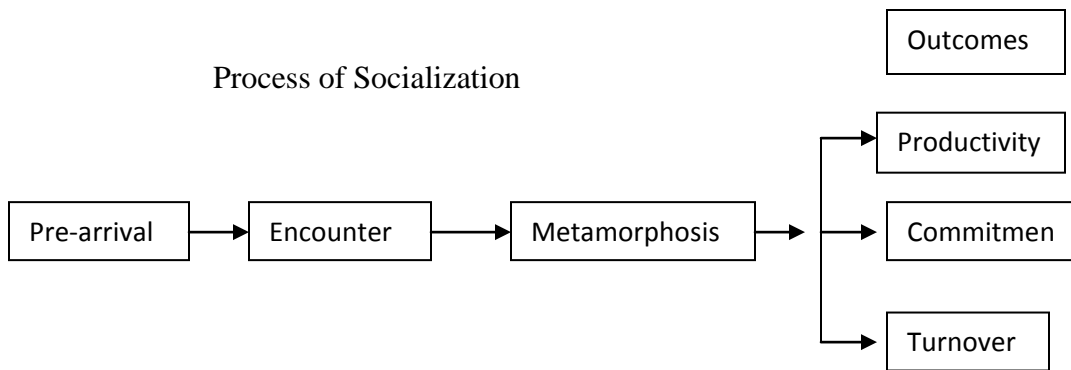 Outcomes
Process of Socialization
Productivity
Pre-arrival
Encounter
Metamorphosis
Commitmen
Turnover